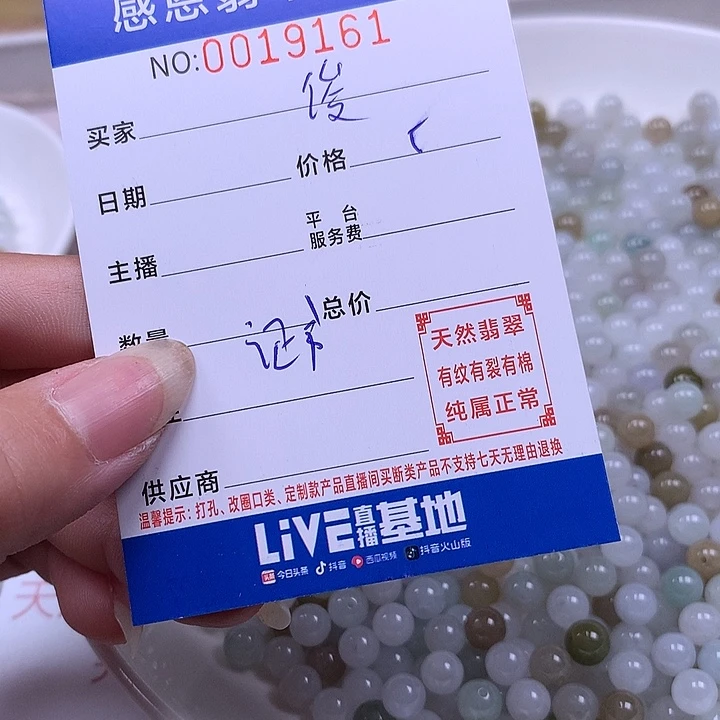 感恩翡
NO:0019161
买家 俊
日期 价格
主播 平台服务费
数量 证书 总价
天然翡翠
有纹有裂有棉
纯属正常
供应商
温馨提示:打孔、改圈口类、定制款产品直播间买断类产品不支持七天无理由退换
LiVE直播基地
头条 今日头条 抖音 西瓜视频 抖音火山版